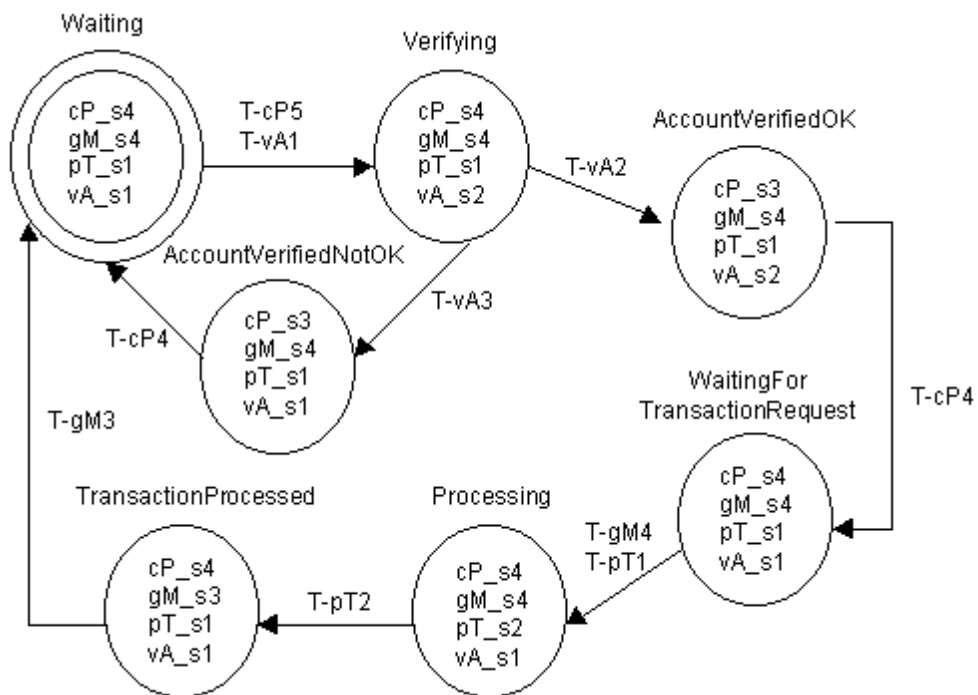 Waiting
cP_s4
gM_s4
pT_s1
vA_s1
T-cP5
T-vA1
Verifying
cP_s4
gM_s4
pT_s1
vA_s2
T-vA2
AccountVerifiedOK
cP_s3
gM_s4
pT_s1
vA_s2
T-vA3
AccountVerifiedNotOK
cP_s3
gM_s4
pT_s1
vA_s1
T-cP4
T-cP4
WaitingFor
TransactionRequest
cP_s4
gM_s4
pT_s1
vA_s1
T-gM4
T-pT1
Processing
cP_s4
gM_s4
pT_s2
vA_s1
T-pT2
TransactionProcessed
cP_s4
gM_s3
pT_s1
vA_s1
T-gM3